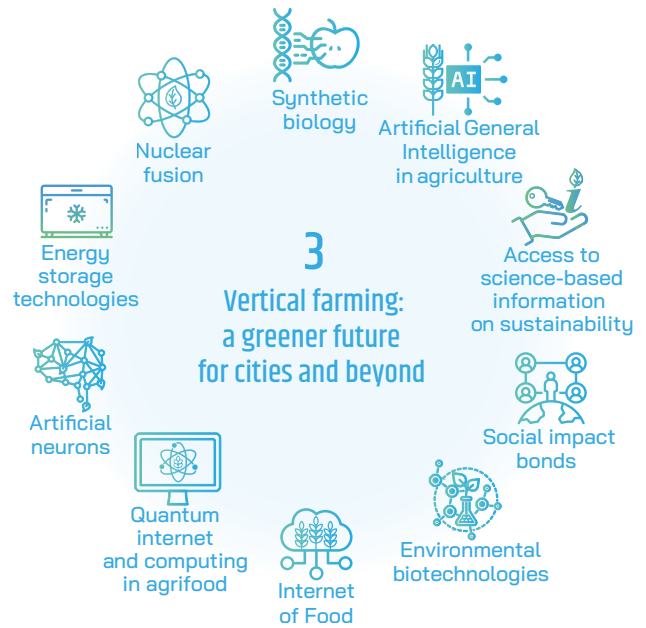 Synthetic
biology
AI
Artificial General
Intelligence
in agriculture
Access to
science-based
information
on sustainability
Social impact
bonds
Environmental
biotechnologies
Internet
of Food
Quantum
internet
and computing
in agrifood
Artificial
neurons
Energy
storage
technologies
Nuclear
fusion
3
Vertical farming:
a greener future
for cities and beyond